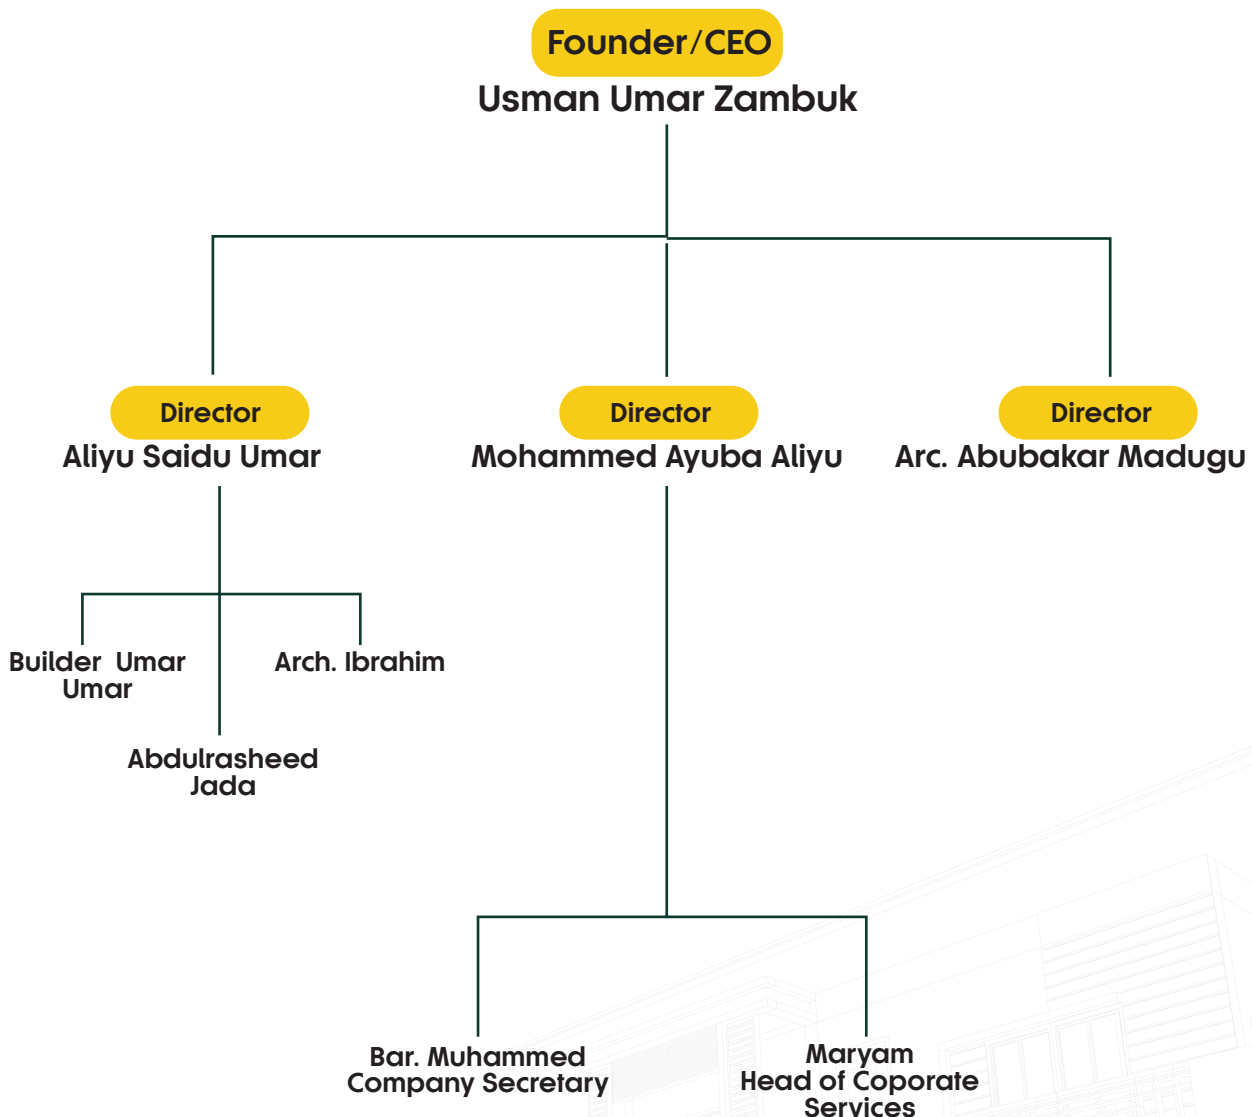 Founder/CEO
Usman Umar Zambuk
Director
Aliyu Saidu Umar
Director
Mohammed Ayuba Aliyu
Director
Arc. Abubakar Madugu
Builder  Umar
Umar
Arch. Ibrahim
Abdulrasheed
Jada
Bar. Muhammed
Company Secretary
Maryam
Head of Coporate
Services